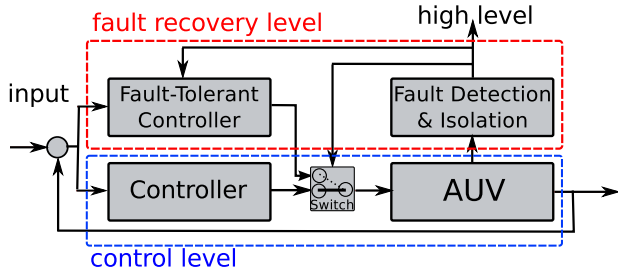 high level
fault recovery level
input
Fault-Tolerant
Controller
Fault Detection
& Isolation
Controller
Switch
AUV
control level